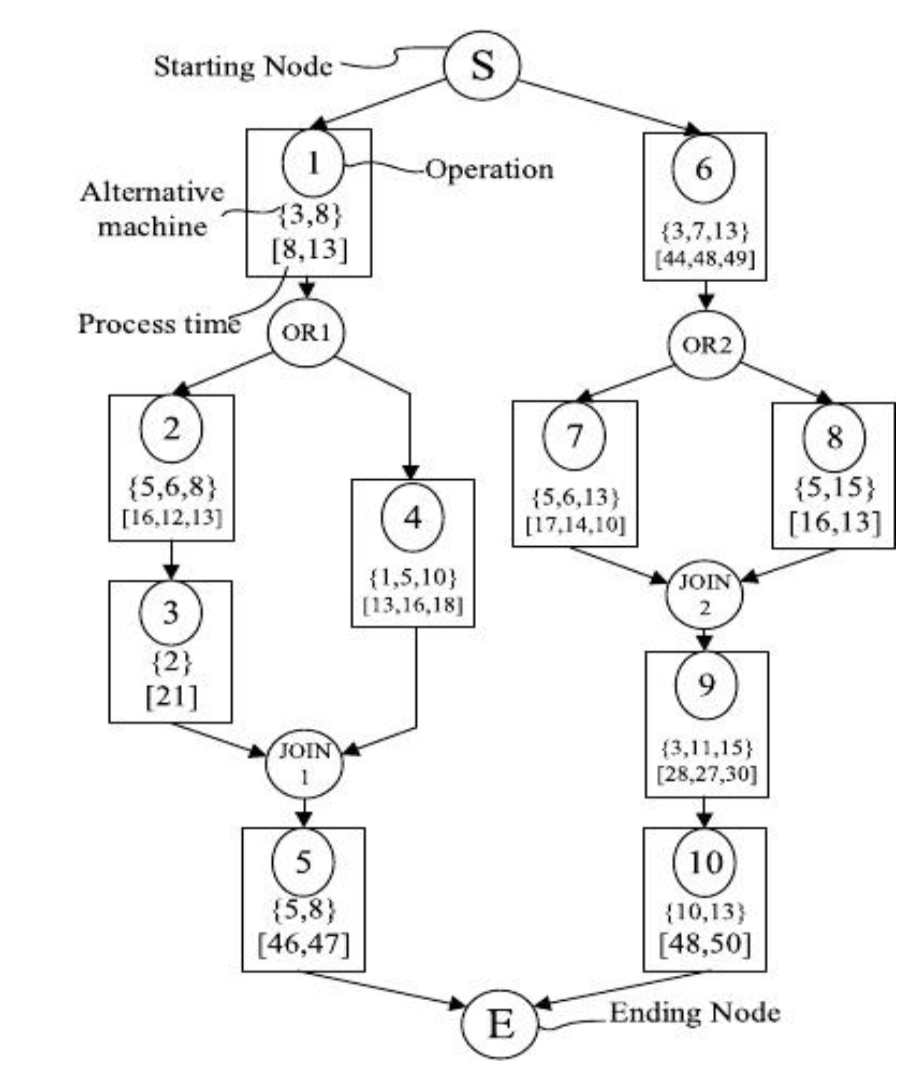 S
Starting Node
1
Operation
6
Alternative
machine
{3,8}
[8,13]
{3,7,13}
[44,48,49]
Process time
OR1
OR2
2
{5,6,8}
[16,12,13]
4
{1,5,10}
[13,16,18]
7
{5,6,13}
[17,14,10]
8
{5,15}
[16,13]
3
{2}
[21]
JOIN
2
9
{3,11,15}
[28,27,30]
JOIN
1
5
{5,8}
[46,47]
10
{10,13}
[48,50]
E
Ending Node